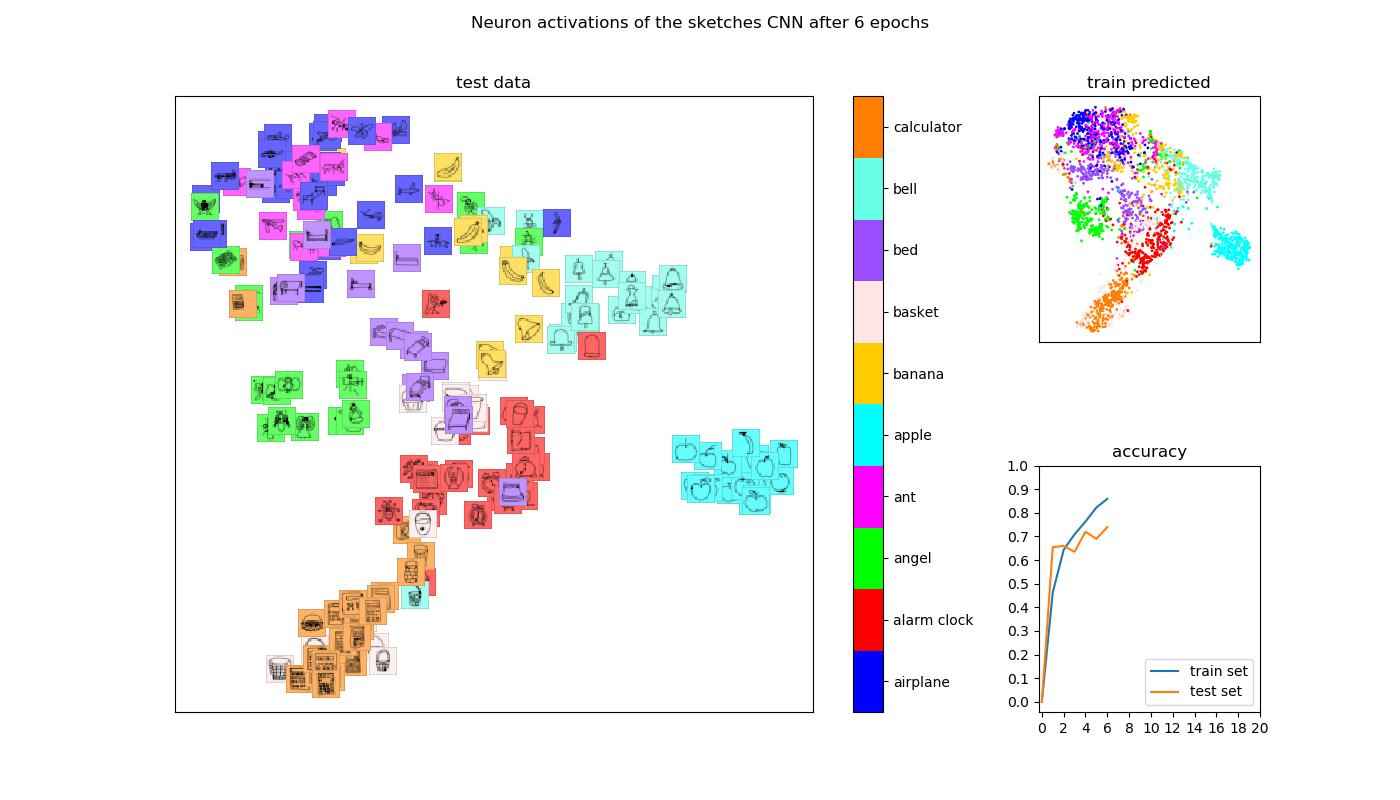 Neuron activations of the sketches CNN after 6 epochs
test data
calculator
bell
bed
basket
banana
apple
ant
angel
alarm clock
airplane
train predicted
accuracy
1.0
0.9
0.8
0.7
0.6
0.5
0.4
0.3
0.2
0.1
0.0
train set
test set
0 2 4 6 8 10 12 14 16 18 20